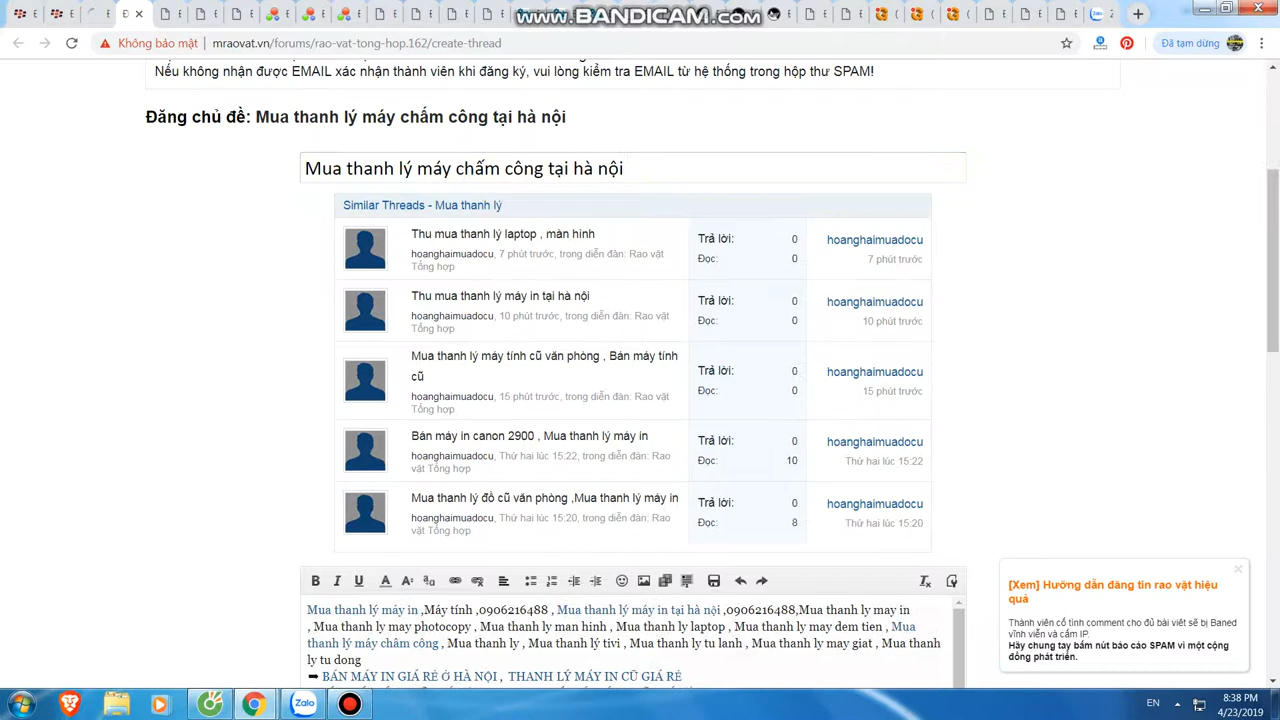 www.BANDICAM.com
Đ
Zalo
Không bảo mật | mraovat.vn/forums/rao-vat-tong-hop.162/create-thread
Đã tạm dừng
Nếu không nhận được EMAIL xác nhận thành viên khi đăng ký, vui lòng kiểm tra EMAIL từ hệ thống trong hộp thư SPAM!
Đăng chủ đề: Mua thanh lý máy chấm công tại hà nội
Mua thanh lý máy chấm công tại hà nội
Similar Threads - Mua thanh lý
Thu mua thanh lý laptop , màn hình
hoanghaimuadocu, 7 phút trước, trong diễn đàn: Rao vặt
Tổng hợp
Trả lời: 0
Đọc: 0
hoanghaimuadocu
7 phút trước
Thu mua thanh lý máy in tại hà nội
hoanghaimuadocu, 10 phút trước, trong diễn đàn: Rao vặt
Tổng hợp
Trả lời: 0
Đọc: 0
hoanghaimuadocu
10 phút trước
Mua thanh lý máy tính cũ văn phòng , Bán máy tính
cũ
hoanghaimuadocu, 15 phút trước, trong diễn đàn: Rao vặt
Tổng hợp
Trả lời: 0
Đọc: 0
hoanghaimuadocu
15 phút trước
Bán máy in canon 2900 , Mua thanh lý máy in
hoanghaimuadocu, Thứ hai lúc 15:22, trong diễn đàn: Rao
vặt Tổng hợp
Trả lời: 0
Đọc: 10
hoanghaimuadocu
Thứ hai lúc 15:22
Mua thanh lý đồ cũ văn phòng ,Mua thanh lý máy in
hoanghaimuadocu, Thứ hai lúc 15:20, trong diễn đàn: Rao
vặt Tổng hợp
Trả lời: 0
Đọc: 8
hoanghaimuadocu
Thứ hai lúc 15:20
Mua thanh lý máy in ,Máy tính ,0906216488 , Mua thanh lý máy in tại hà nội ,0906216488,Mua thanh ly may in
, Mua thanh ly may photocopy , Mua thanh ly man hinh , Mua thanh ly laptop , Mua thanh ly may dem tien , Mua
thanh lý máy châm công , Mua thanh ly , Mua thanh lý tivi , Mua thanh ly tu lanh , Mua thanh ly may giat , Mua thanh
ly tu dong
➡ BÁN MÁY IN GIÁ RẺ Ở HÀ NỘI , THANH LÝ MÁY IN CŨ GIÁ RẺ
[Xem] Hướng dẫn đăng tin rao vặt hiệu
quả
Thành viên cố tình comment cho đủ bài viết sẽ bị Baned
vĩnh viễn và cấm IP.
Hãy chung tay bấm nút báo cáo SPAM vì một cộng
đồng phát triển.
Zalo
EN
8:38 PM
4/23/2019